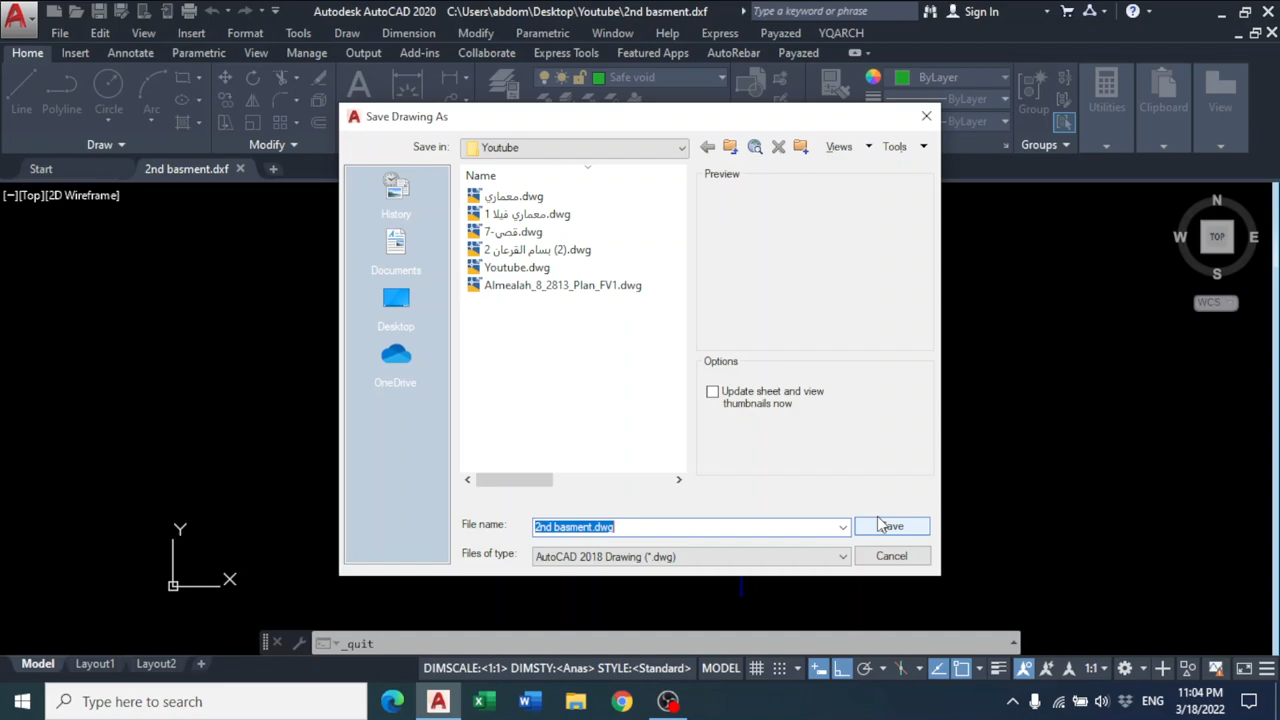 Autodesk AutoCAD 2020 C:\Users\abdom\Desktop\Youtube\2nd basment.dxf
Type a keyword or phrase
Sign In
File Edit View Insert Format Tools Draw Dimension Modify Parametric Window Help Express Payazed YQARCH
Home Insert Annotate Parametric View Manage Output Add-ins Collaborate Express Tools Featured Apps AutoRebar Payazed
Line Polyline Circle Arc
Safe void
ByLayer
Group
Utilities
Clipboard
View
Draw
Modify
Groups
Start
2nd basment.dxf
[−][Top][2D Wireframe]
Save Drawing As
Save in:
Youtube
Views
Tools
History
Documents
Desktop
OneDrive
Name
معماري.dwg
معماري فيلا 1.dwg
قصي-7.dwg
بسام القرعان 2 (2).dwg
Youtube.dwg
Almealah_8_2813_Plan_FV1.dwg
Preview
Options
Update sheet and view
thumbnails now
File name:
2nd basment.dwg
Save
Files of type:
AutoCAD 2018 Drawing (*.dwg)
Cancel
N
W TOP E
S
WCS
Y
X
_quit
Model Layout1 Layout2
DIMSCALE:<1:1> DIMSTY:<Anas> STYLE:<Standard> MODEL
1:1
Type here to search
ENG
11:04 PM
3/18/2022